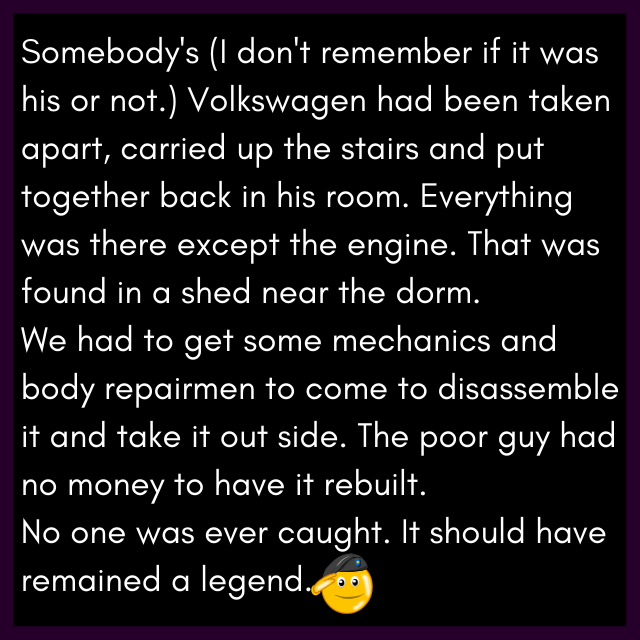 Somebody's (I don't remember if it was
his or not.) Volkswagen had been taken
apart, carried up the stairs and put
together back in his room. Everything
was there except the engine. That was
found in a shed near the dorm.
We had to get some mechanics and
body repairmen to come to disassemble
it and take it out side. The poor guy had
no money to have it rebuilt.
No one was ever caught. It should have
remained a legend.